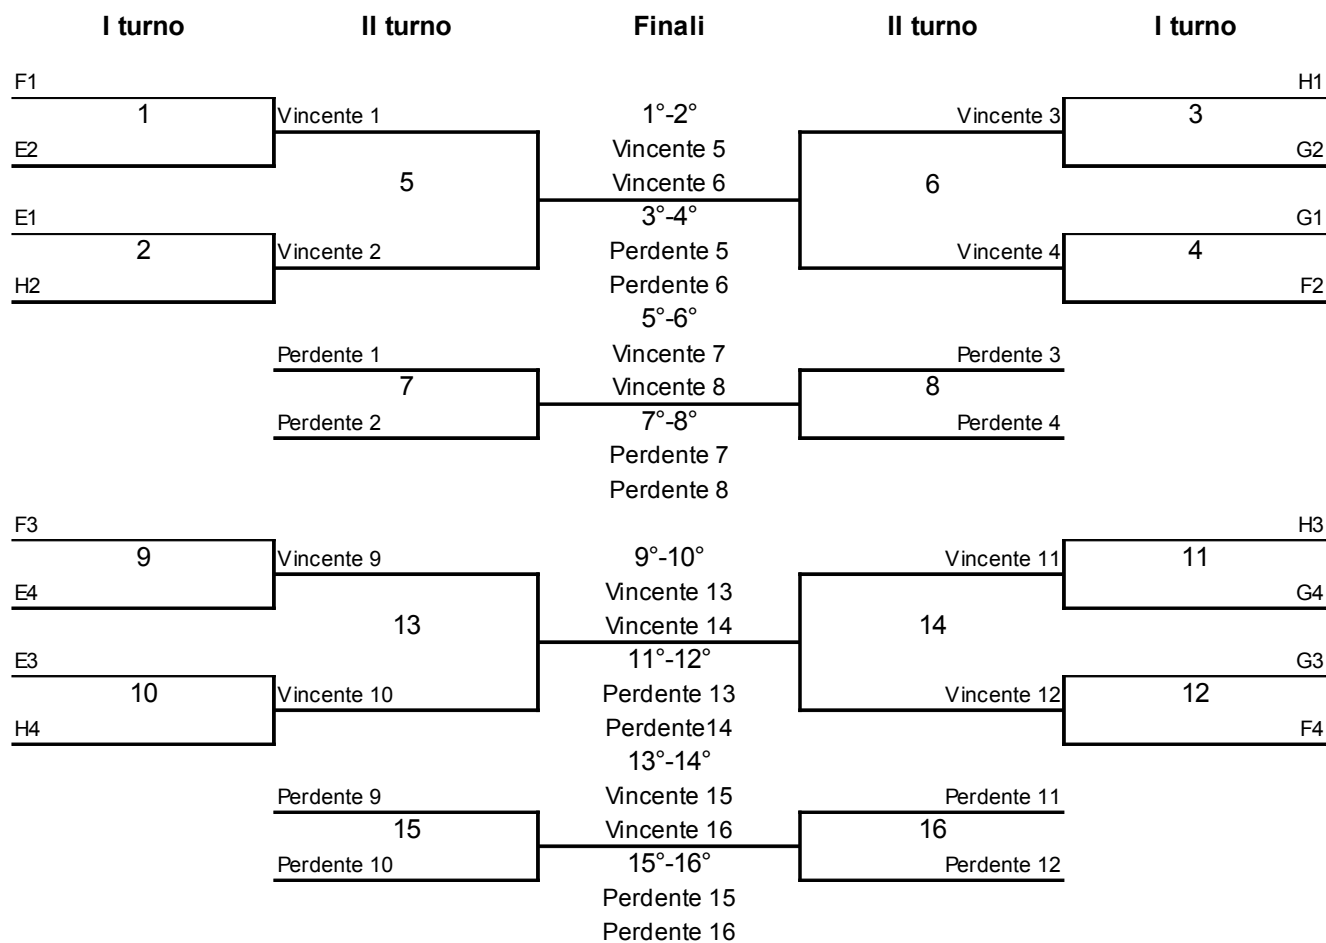 I turno II turno Finali II turno I turno
F1 H1
1 Vincente 1 1°-2° Vincente 3 3
E2 Vincente 5 G2
5 Vincente 6 6
E1 3°-4° G1
2 Vincente 2 Perdente 5 Vincente 4 4
H2 Perdente 6 F2
5°-6°
Perdente 1 Vincente 7 Perdente 3
7 Vincente 8 8
Perdente 2 7°-8° Perdente 4
Perdente 7
Perdente 8
F3 H3
9 Vincente 9 9°-10° Vincente 11 11
E4 Vincente 13 G4
13 Vincente 14 14
E3 11°-12° G3
10 Vincente 10 Perdente 13 Vincente 12 12
H4 Perdente14 F4
13°-14°
Perdente 9 Vincente 15 Perdente 11
15 Vincente 16 16
Perdente 10 15°-16° Perdente 12
Perdente 15
Perdente 16